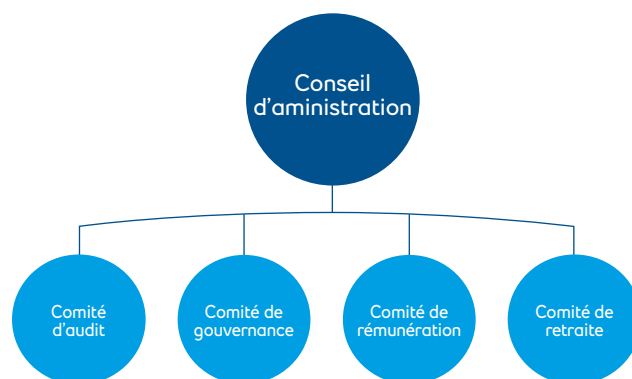 Conseil
d'aministration
Comité
d'audit
Comité de
gouvernance
Comité de
rémunération
Comité de
retraite